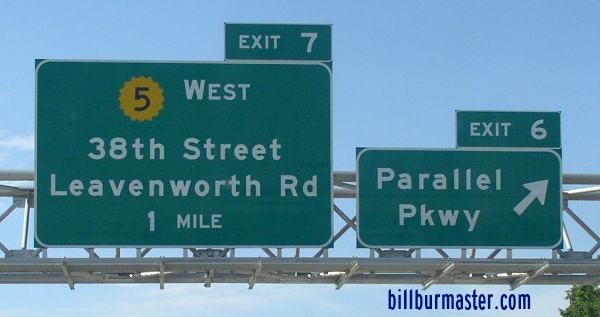 EXIT 7
5 WEST
38th Street
Leavenworth Rd
1 MILE
EXIT 6
Parallel
Pkwy
billburmaster.com